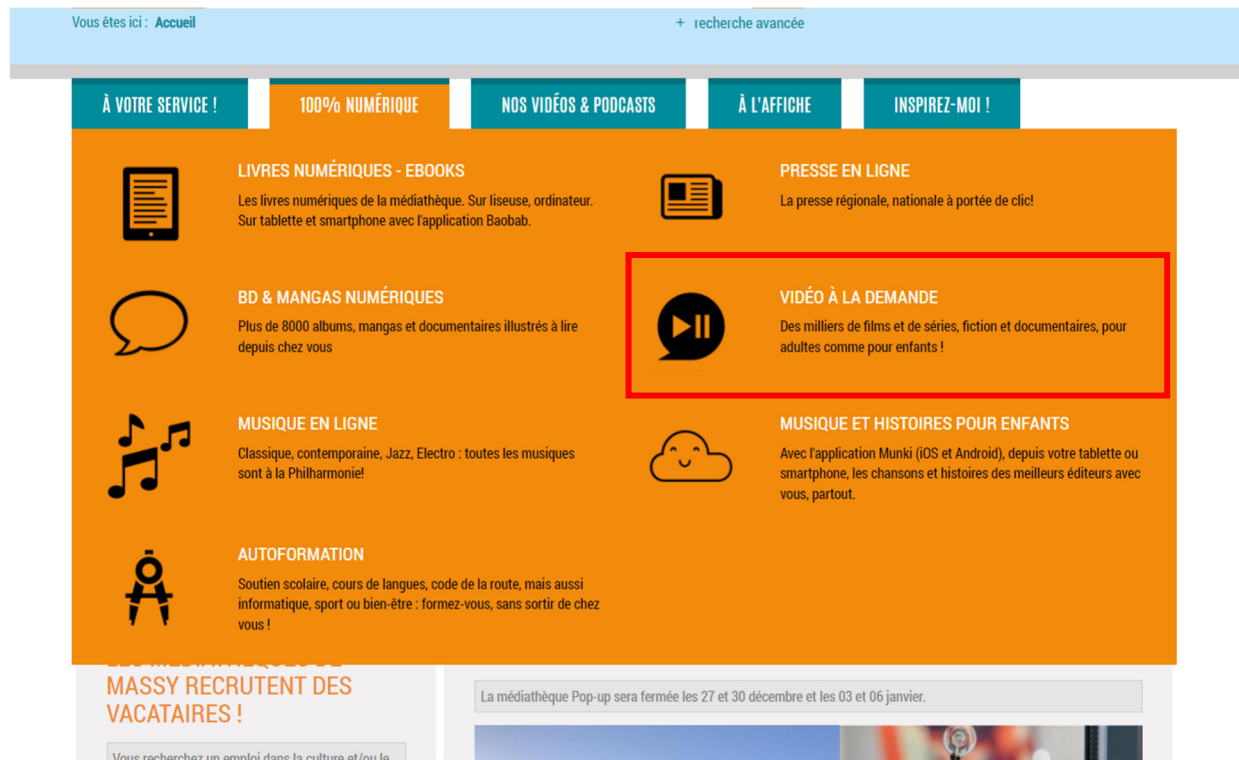 Vous êtes ici : Accueil
+ recherche avancée
À VOTRE SERVICE !
100% NUMÉRIQUE
NOS VIDÉOS & PODCASTS
À L'AFFICHE
INSPIREZ-MOI !
LIVRES NUMÉRIQUES - EBOOKS
Les livres numériques de la médiathèque. Sur liseuse, ordinateur.
Sur tablette et smartphone avec l'application Baobab.
PRESSE EN LIGNE
La presse régionale, nationale à portée de clic!
BD & MANGAS NUMÉRIQUES
Plus de 8000 albums, mangas et documentaires illustrés à lire
depuis chez vous
VIDÉO À LA DEMANDE
Des milliers de films et de séries, fiction et documentaires, pour
adultes comme pour enfants !
MUSIQUE EN LIGNE
Classique, contemporaine, Jazz, Electro : toutes les musiques
sont à la Philharmonie!
MUSIQUE ET HISTOIRES POUR ENFANTS
Avec l'application Munki (iOS et Android), depuis votre tablette ou
smartphone, les chansons et histoires des meilleurs éditeurs avec
vous, partout.
AUTOFORMATION
Soutien scolaire, cours de langues, code de la route, mais aussi
informatique, sport ou bien-être : formez-vous, sans sortir de chez
vous !
LES MÉDIATHÈQUES DE
MASSY RECRUTENT DES
VACATAIRES !
Vous recherchez un emploi dans la culture et/ou le
La médiathèque Pop-up sera fermée les 27 et 30 décembre et les 03 et 06 janvier.